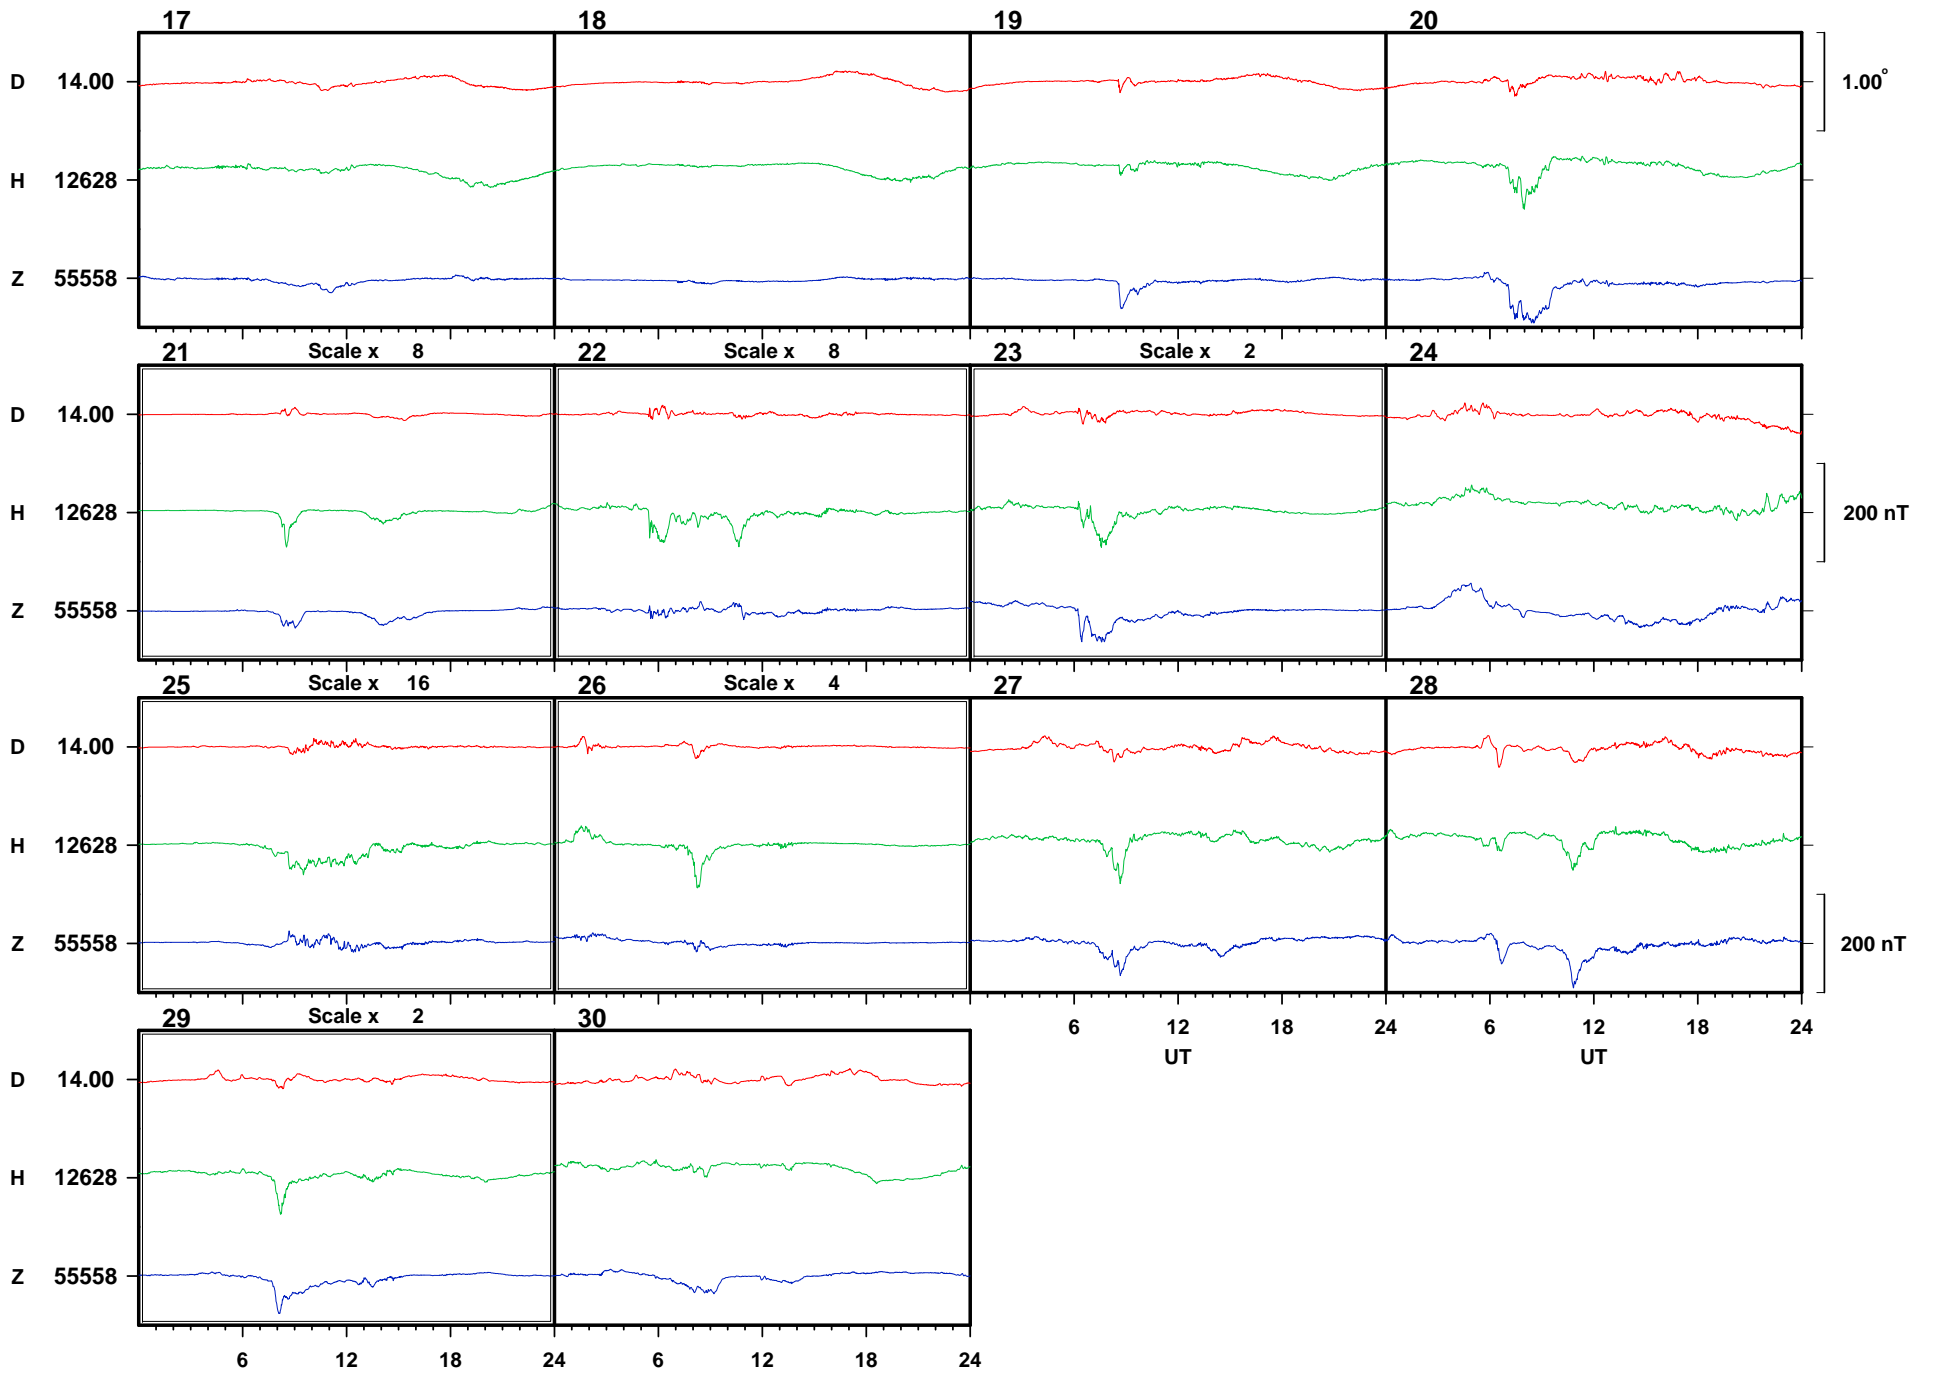 17 18 19 20
D 14.00 1.00°
H 12628
Z 55558
21 Scale x 8 22 Scale x 8 23 Scale x 2 24
D 14.00
H 12628 200 nT
Z 55558
25 Scale x 16 26 Scale x 4 27 28
D 14.00
H 12628
Z 55558 200 nT
29 Scale x 2 30 6 12 18 24 6 12 18 24
UT UT
D 14.00
H 12628
Z 55558
6 12 18 24 6 12 18 24